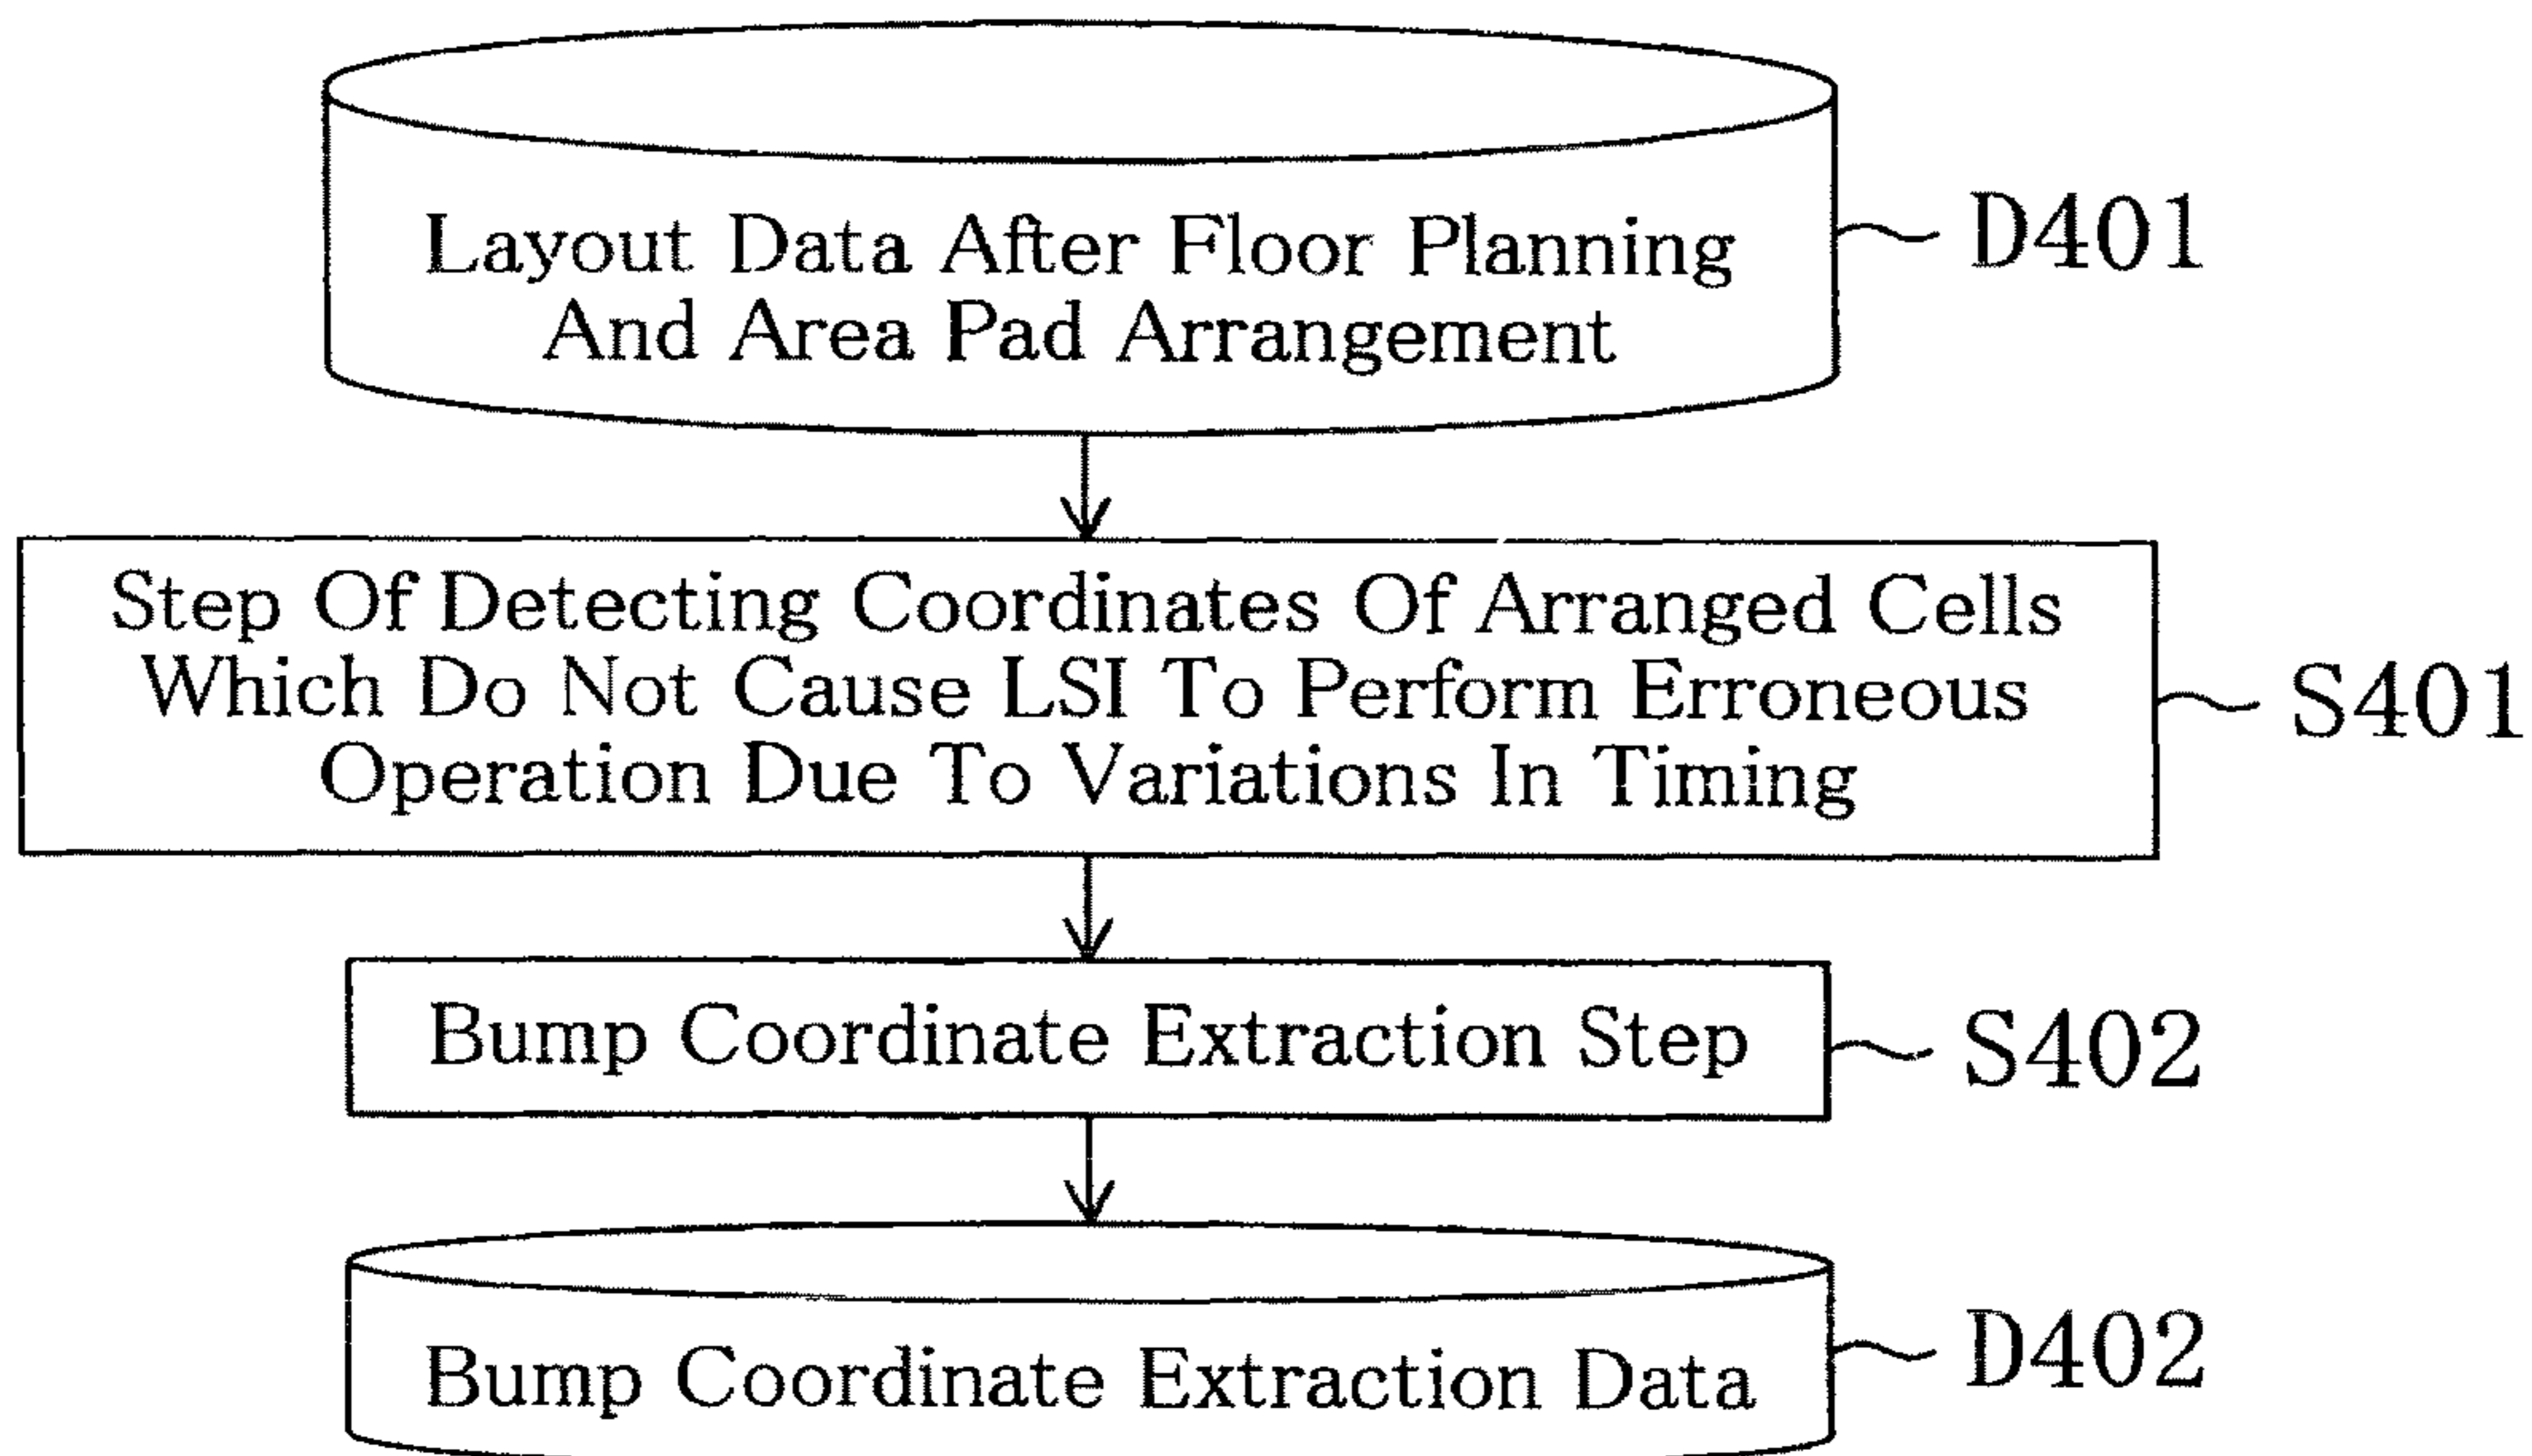 Layout Data After Floor Planning
And Area Pad Arrangement
D401
Step Of Detecting Coordinates Of Arranged Cells
Which Do Not Cause LSI To Perform Erroneous
Operation Due To Variations In Timing
S401
Bump Coordinate Extraction Step
S402
Bump Coordinate Extraction Data
D402